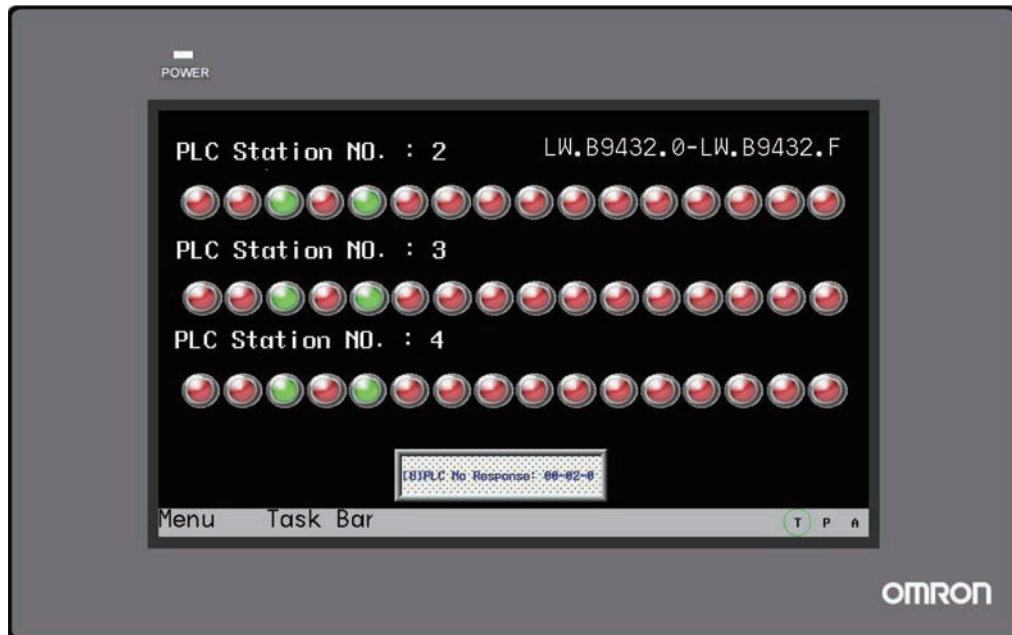 POWER
PLC Station NO. : 2
LW.B9432.0-LW.B9432.F
PLC Station NO. : 3
PLC Station NO. : 4
[8]PLC No Response: 00-02-0
Menu Task Bar
T P A
OMRON